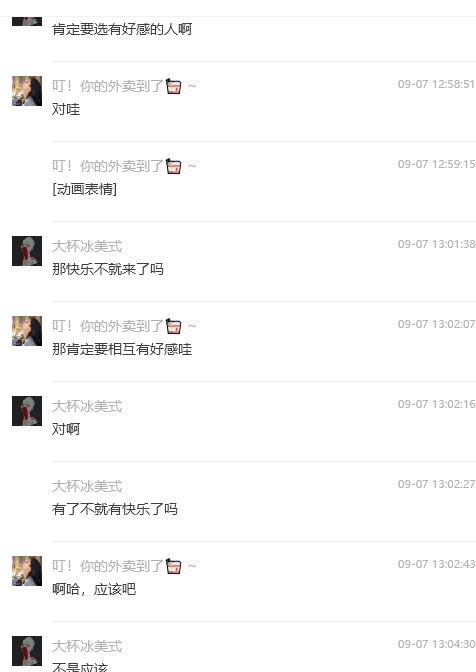 肯定要选有好感的人啊
叮！你的外卖到了 ~ 09-07 12:58:51
对哇
叮！你的外卖到了 ~ 09-07 12:59:15
[动画表情]
大杯冰美式 09-07 13:01:38
那快乐不就来了吗
叮！你的外卖到了 ~ 09-07 13:02:07
那肯定要相互有好感哇
大杯冰美式 09-07 13:02:16
对啊
大杯冰美式 09-07 13:02:27
有了不就有快乐了吗
叮！你的外卖到了 ~ 09-07 13:02:43
啊哈，应该吧
大杯冰美式 09-07 13:04:30
不是应该